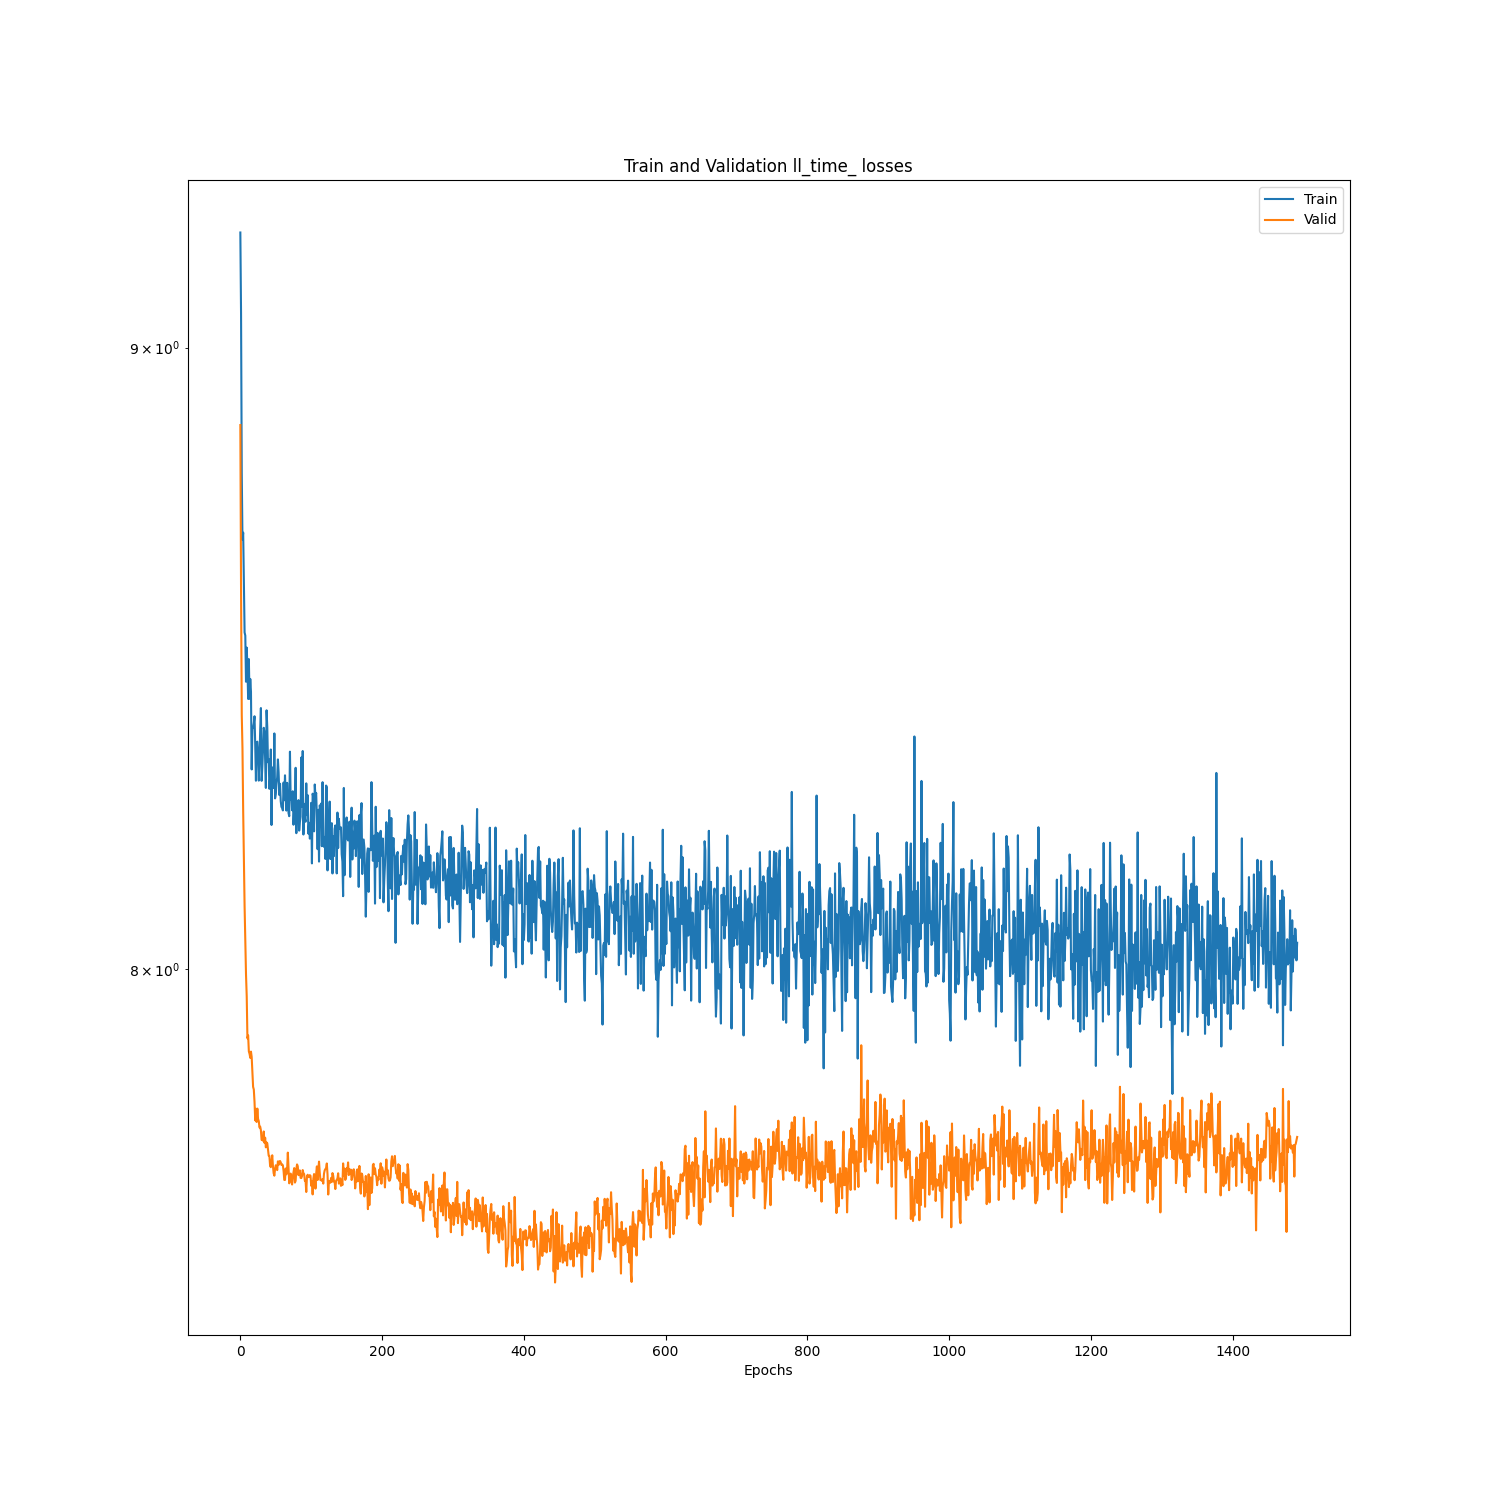 Train and Validation ll_time_ losses
Train
Valid
9 × 10⁰
8 × 10⁰
0 200 400 600 800 1000 1200 1400
Epochs